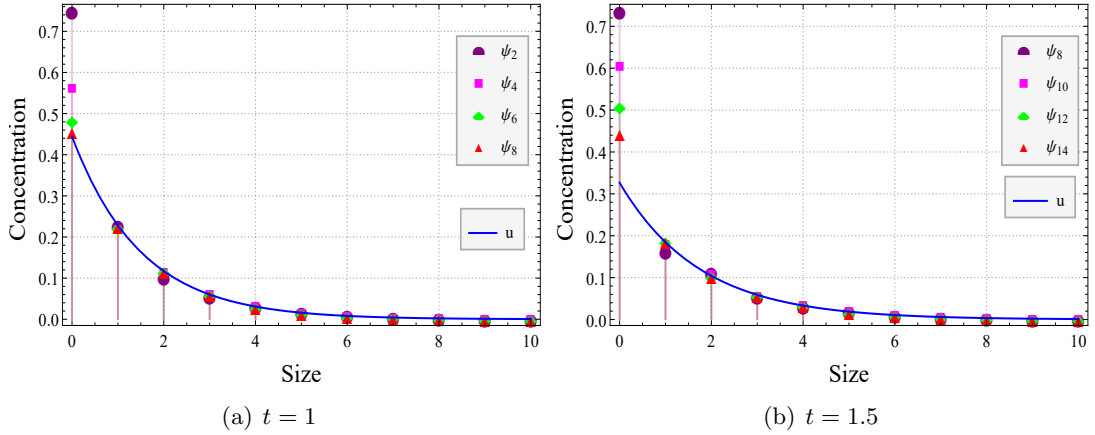 0.7
0.6
0.5
0.4
0.3
0.2
0.1
0.0
0 2 4 6 8 10
Concentration
Size
ψ₂
ψ₄
ψ₆
ψ₈
u
(a) t = 1
0.7
0.6
0.5
0.4
0.3
0.2
0.1
0.0
0 2 4 6 8 10
Concentration
Size
ψ₈
ψ₁₀
ψ₁₂
ψ₁₄
u
(b) t = 1.5